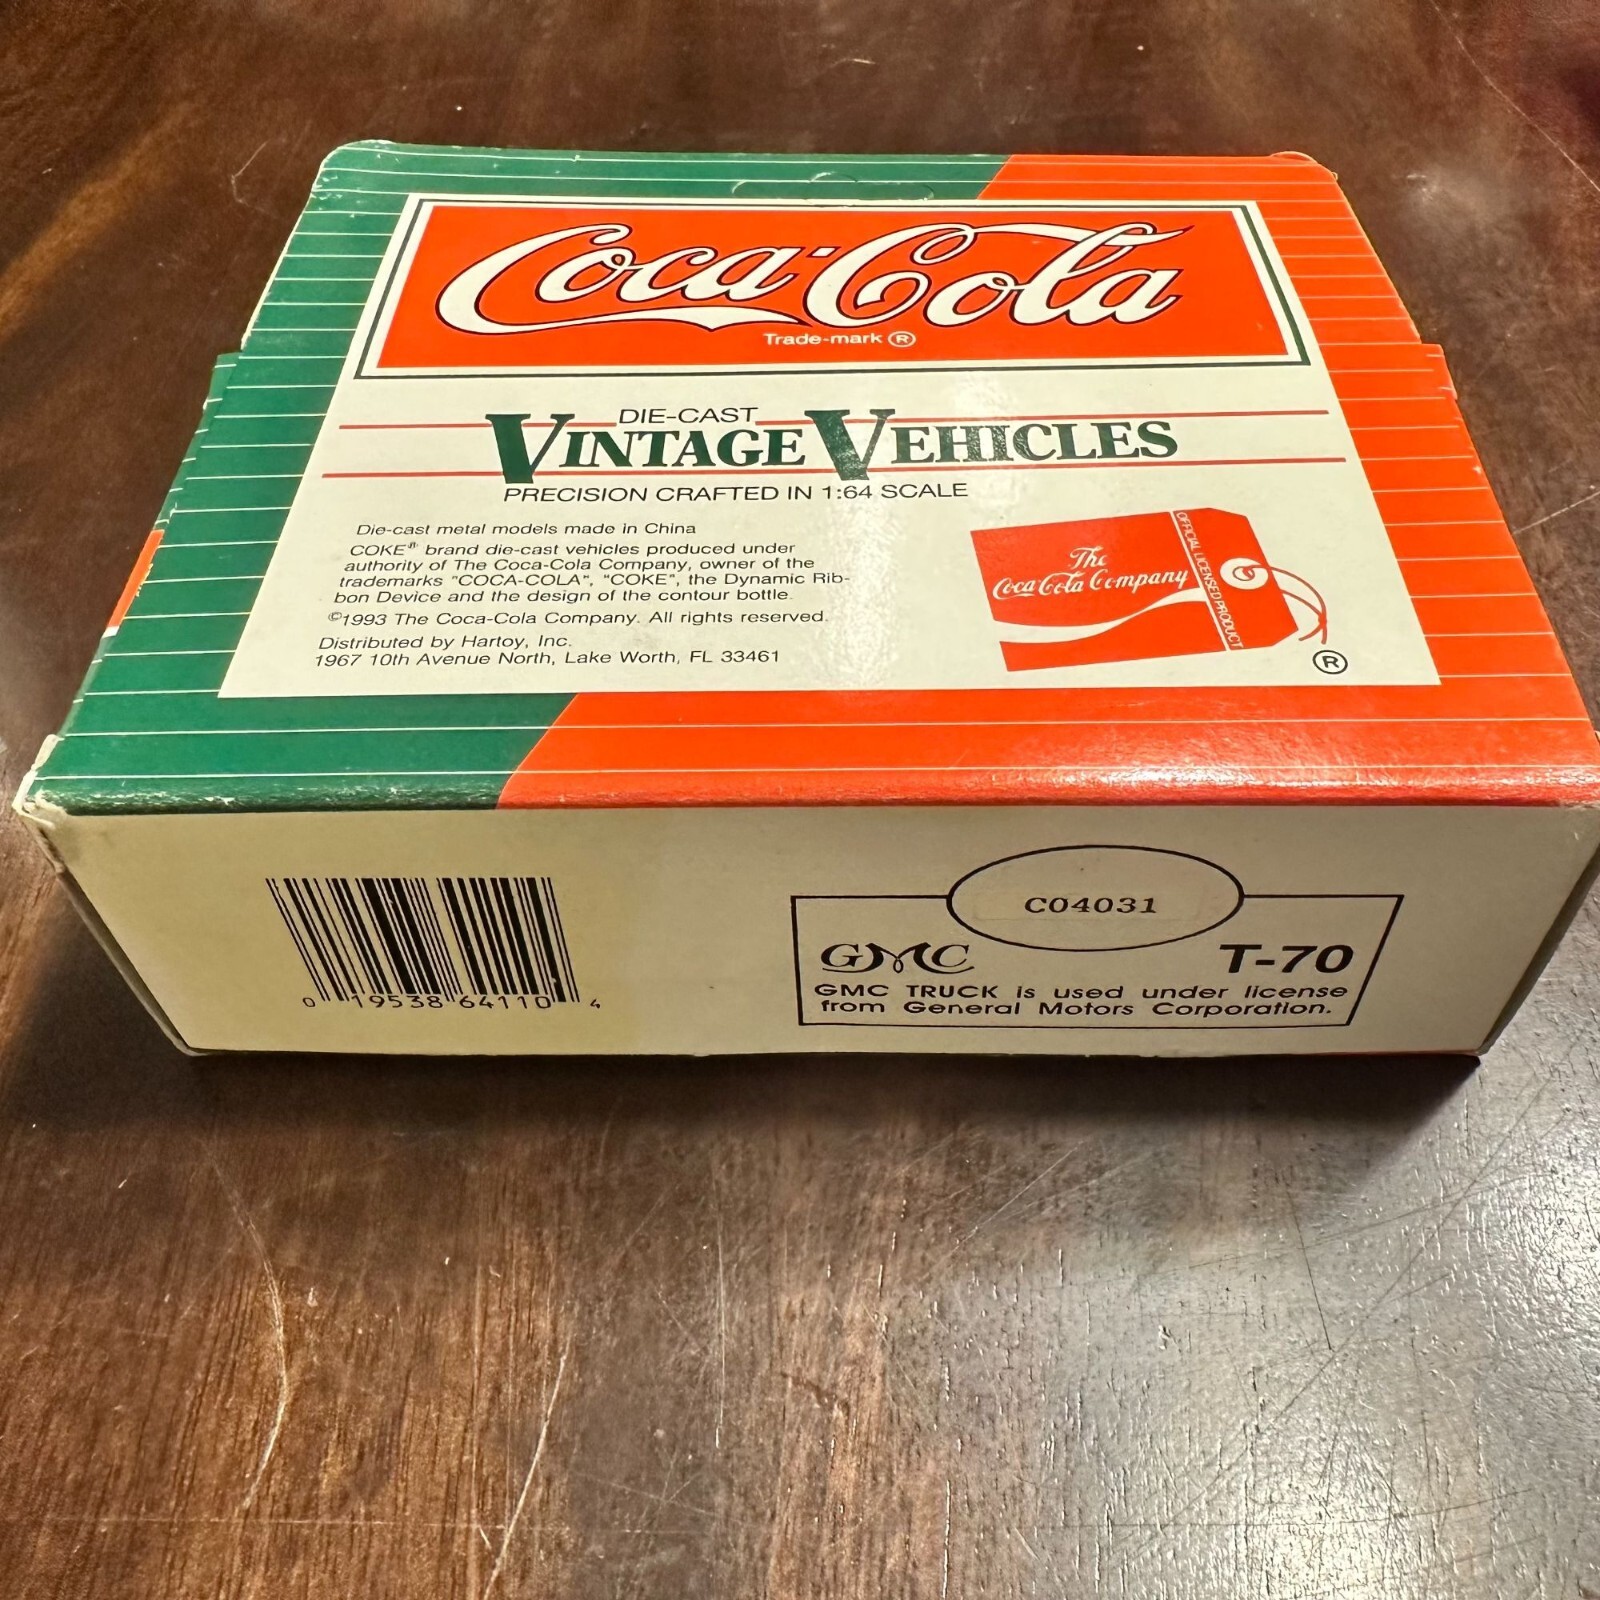 Coca-Cola
Trade-mark ®
DIE-CAST
VINTAGE VEHICLES
PRECISION CRAFTED IN 1:64 SCALE
Die-cast metal models made in China
COKE® brand die-cast vehicles produced under
authority of The Coca-Cola Company, owner of the
trademarks "COCA-COLA", "COKE", the Dynamic Rib-
bon Device and the design of the contour bottle.
©1993 The Coca-Cola Company. All rights reserved.
Distributed by Hartoy, Inc.
1967 10th Avenue North, Lake Worth, FL 33461
The
Coca-Cola Company
OFFICIAL LICENSED PRODUCT
®
0 19538 64110 4
C04031
GMC T-70
GMC TRUCK is used under license
from General Motors Corporation.